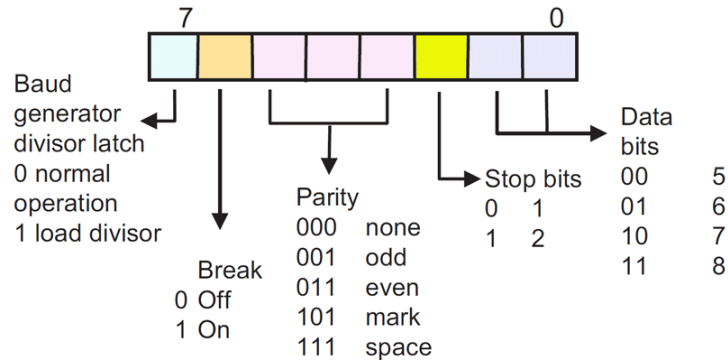 7 0
Baud
generator
divisor latch
0 normal
operation
1 load divisor
Break
0 Off
1 On
Parity
000 none
001 odd
011 even
101 mark
111 space
Stop bits
0 1
1 2
Data
bits
00 5
01 6
10 7
11 8